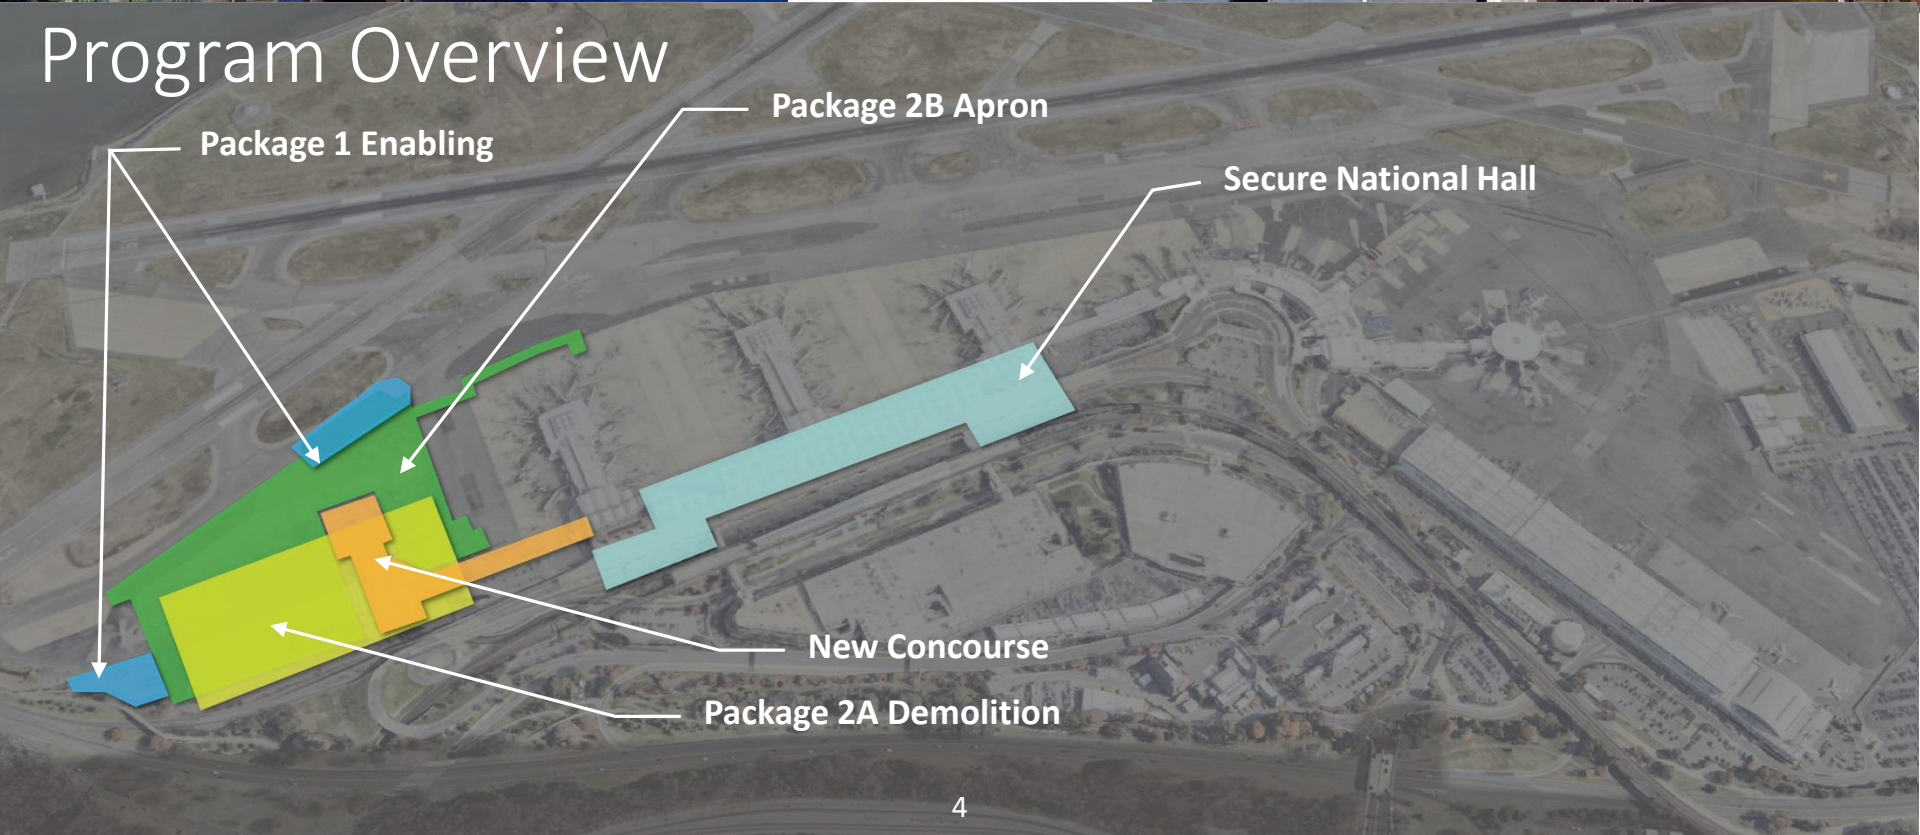 Program Overview
Package 2B Apron
Package 1 Enabling
Secure National Hall
New Concourse
Package 2A Demolition
4